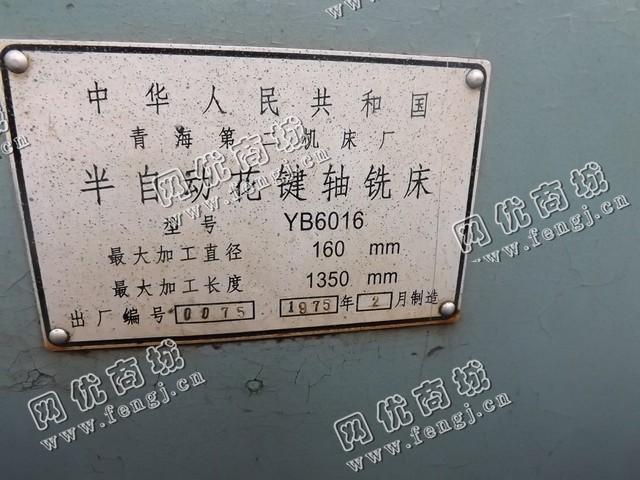 中华人民共和国
青海第二机床厂
半自动花键轴铣床
型号 YB6016
最大加工直径 160 mm
最大加工长度 1350 mm
出厂编号 0075 1975年2月制造
网优商城
www.fengj.cn
网优商城
www.fengj.cn
网优商城
www.fengj.cn
网优商城
www.fengj.cn